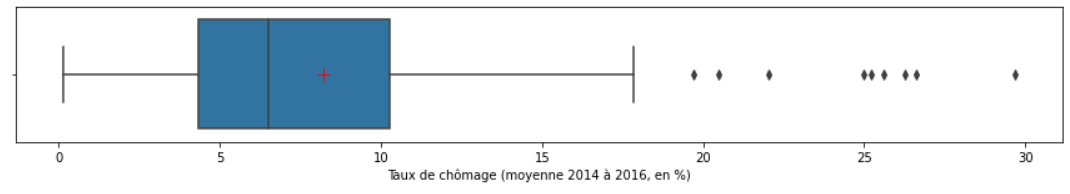 0 5 10 15 20 25 30
Taux de chômage (moyenne 2014 à 2016, en %)